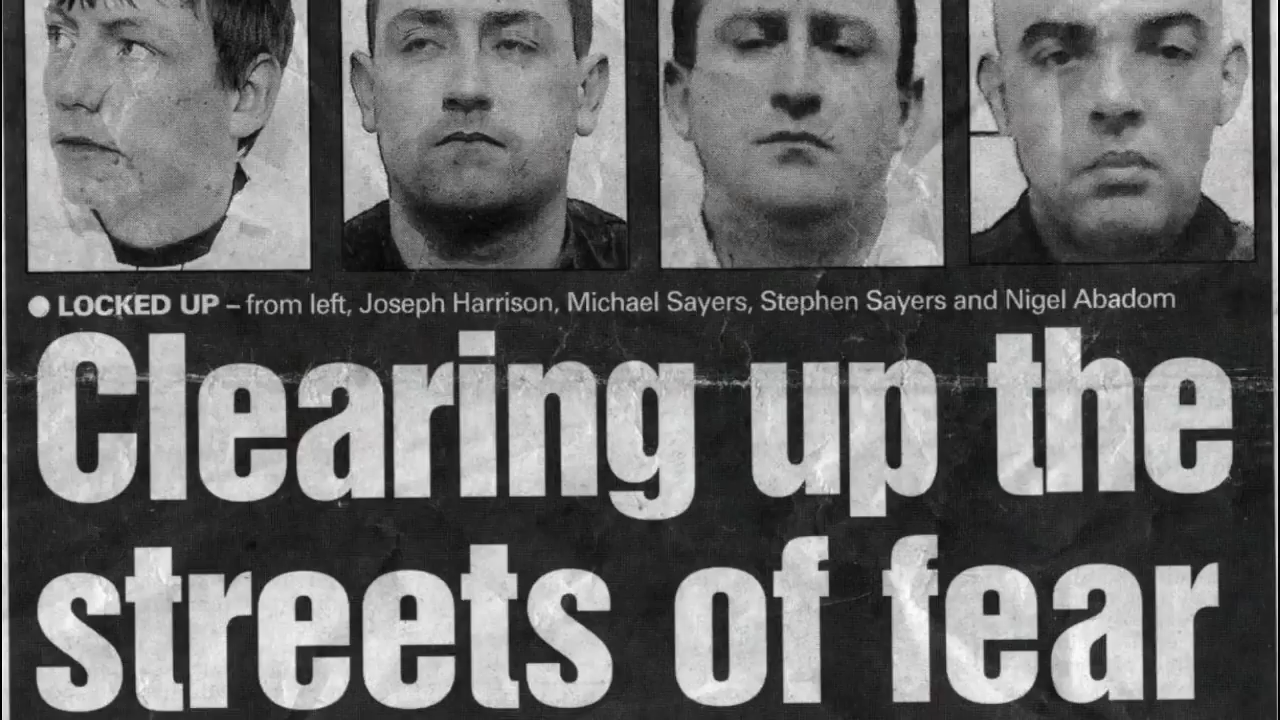 ● LOCKED UP – from left, Joseph Harrison, Michael Sayers, Stephen Sayers and Nigel Abadom
Clearing up the
streets of fear